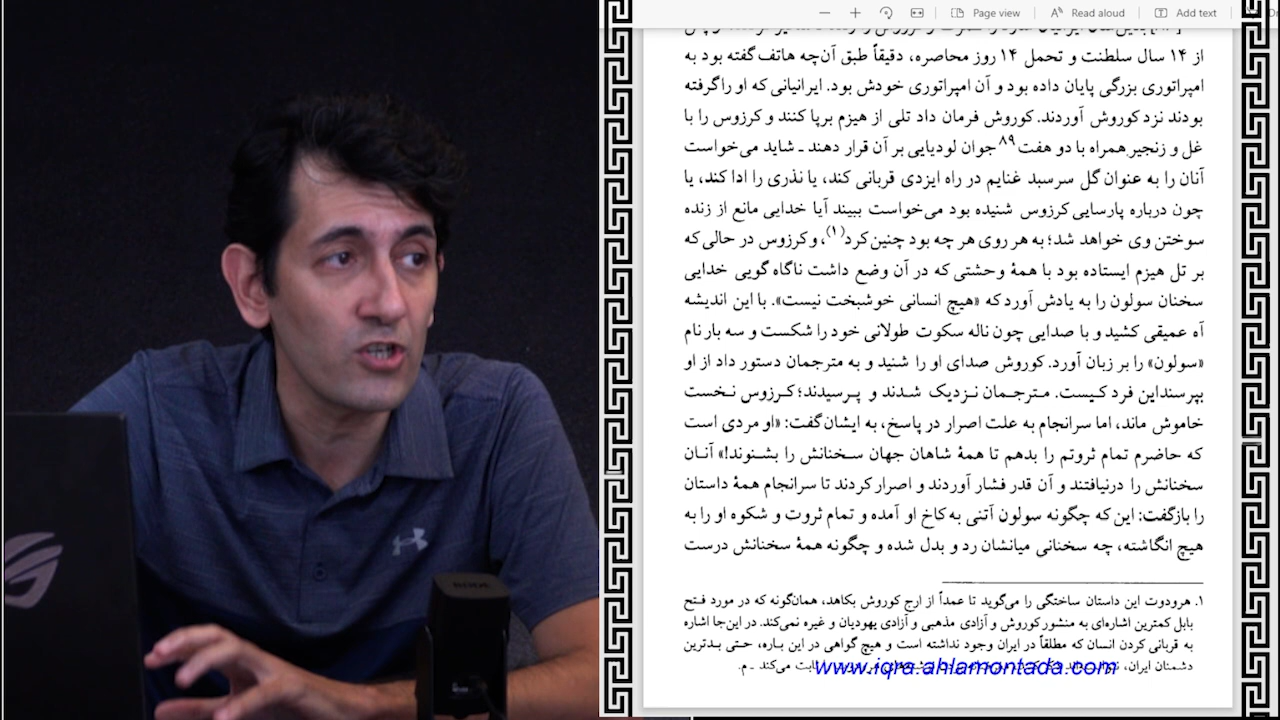 Page view
Read aloud
Add text
از ۱۴ سال سلطنت و تحمل ۱۴ روز محاصره، دقیقاً طبق آن‌چه هاتف گفته بود به
امپراتوری بزرگی پایان داده بود و آن امپراتوری خودش بود. ایرانیانی که او را گرفته
بودند نزد کوروش آوردند. کوروش فرمان داد تلی از هیزم برپا کنند و کرزوس را با
غل و زنجیر همراه با دو هفت۸۹ جوان لودیایی بر آن قرار دهند ـ شاید می‌خواست
آنان را به عنوان گل سرسبد غنایم در راه ایزدی قربانی کند، یا نذری را ادا کند، یا
چون درباره پارسایی کرزوس شنیده بود می‌خواست ببیند آیا خدایی مانع از زنده
سوختن وی خواهد شد؛ به هر روی هر چه بود چنین کرد(۱)، و کرزوس در حالی که
بر تل هیزم ایستاده بود با همهٔ وحشتی که در آن وضع داشت ناگاه گویی خدایی
سخنان سولون را به یادش آورد که «هیچ انسانی خوشبخت نیست». با این اندیشه
آه عمیقی کشید و با صدایی چون ناله سکوت طولانی خود را شکست و سه بار نام
«سولون» را بر زبان آورد. کوروش صدای او را شنید و به مترجمان دستور داد از او
بپرسند این فرد کیست. مترجمان نزدیک شدند و پرسیدند؛ کرزوس نخست
خاموش ماند، اما سرانجام به علت اصرار در پاسخ، به ایشان گفت: «او مردی است
که حاضرم تمام ثروتم را بدهم تا همهٔ شاهان جهان سخنانش را بشنوند!» آنان
سخنانش را درنیافتند و آن قدر فشار آوردند و اصرار کردند تا سرانجام همهٔ داستان
را بازگفت: این که چگونه سولون آتنی به کاخ او آمده و تمام ثروت و شکوه او را به
هیچ انگاشته، چه سخنانی میانشان رد و بدل شده و چگونه همهٔ سخنانش درست
۱. هرودوت این داستان ساختگی را می‌گوید تا عمداً از ارج کوروش بکاهد، همان‌گونه که در مورد فتح
بابل کمترین اشاره‌ای به منشور کوروش و آزادی مذهبی و آزادی یهودیان و غیره نمی‌کند. در این‌جا اشاره
به قربانی کردن انسان که مطلقاً در ایران وجود نداشته است و هیچ گواهی در این باره، حتی بدترین
دشمنان ایران، ثابت می‌کند ـ م.
www.iqra.ahlamontada.com